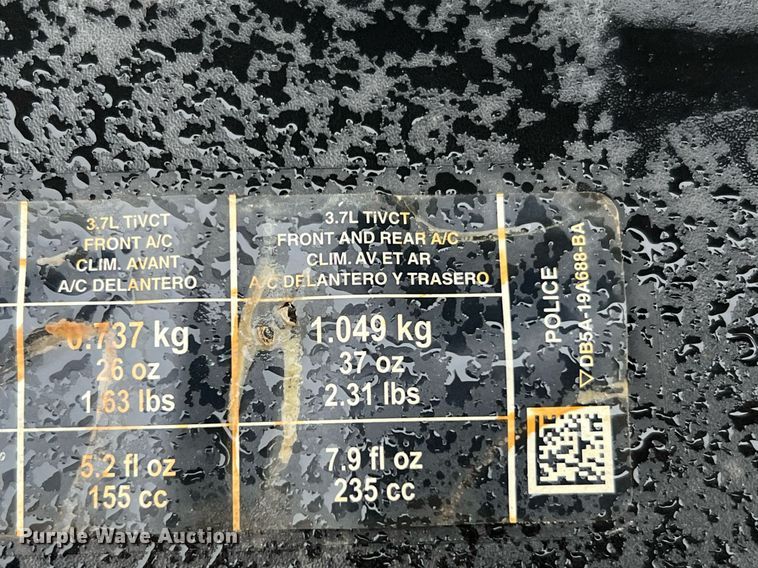 3.7L TiVCT
FRONT A/C
CLIM. AVANT
A/C DELANTERO
3.7L TiVCT
FRONT AND REAR A/C
CLIM. AV ET AR
A/C DELANTERO Y TRASERO
0.737 kg
26 oz
1.63 lbs
1.049 kg
37 oz
2.31 lbs
5.2 fl oz
155 cc
7.9 fl oz
235 cc
POLICE
▽DB5A-19A688-BA
Purple Wave Auction